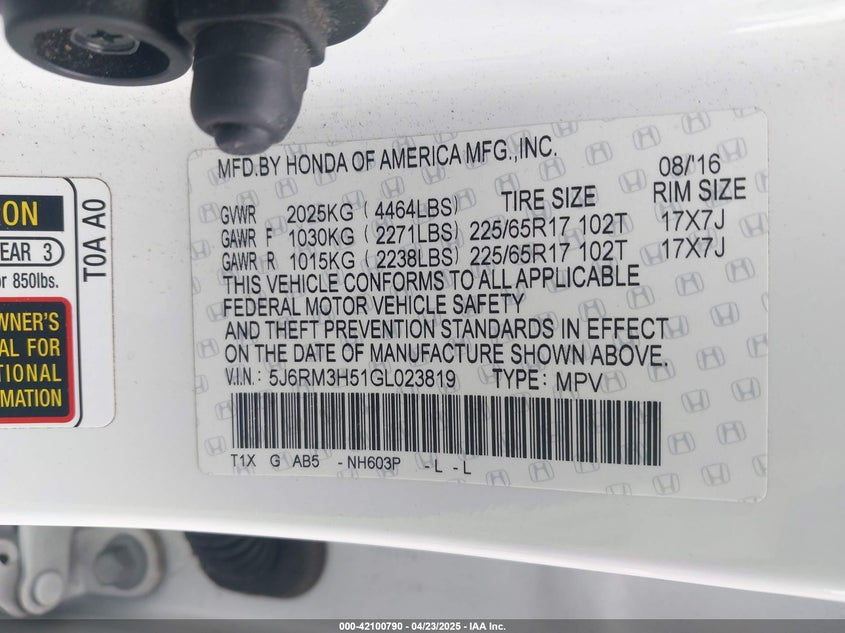 MFD.BY HONDA OF AMERICA MFG.,INC. 08/'16
TIRE SIZE RIM SIZE
GVWR 2025KG (4464LBS)
GAWR F 1030KG (2271LBS) 225/65R17 102T 17X7J
GAWR R 1015KG (2238LBS) 225/65R17 102T 17X7J
THIS VEHICLE CONFORMS TO ALL APPLICABLE
FEDERAL MOTOR VEHICLE SAFETY
AND THEFT PREVENTION STANDARDS IN EFFECT
ON THE DATE OF MANUFACTURE SHOWN ABOVE.
V.I.N.: 5J6RM3H51GL023819 TYPE: MPV
T1X G AB5 - NH603P - L - L
ION
EAR 3
or 850lbs.
WNER'S
AL FOR
TIONAL
MATION
T0A A0
000-42100790 - 04/23/2025 - IAA Inc.